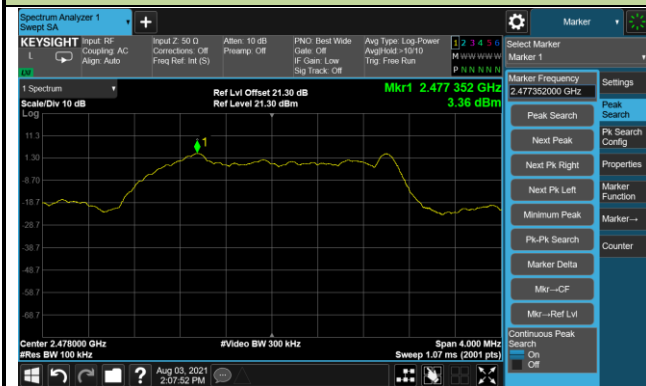 Spectrum Analyzer 1
Swept SA
Marker
KEYSIGHT
L
Input: RF
Coupling: AC
Align: Auto
Input Z: 50 Ω
Corrections: Off
Freq Ref: Int (S)
Atten: 10 dB
Preamp: Off
PNO: Best Wide
Gate: Off
IF Gain: Low
Sig Track: Off
Avg Type: Log-Power
Avg|Hold:>10/10
Trig: Free Run
1 2 3 4 5 6
M W W W W W
P N N N N N
Select Marker
Marker 1
1 Spectrum
Scale/Div 10 dB
Log
Ref Lvl Offset 21.30 dB
Ref Level 21.30 dBm
Mkr1 2.477 352 GHz
3.36 dBm
11.3
1.30
-8.70
-18.7
-28.7
-38.7
-48.7
-58.7
-68.7
1
Center 2.478000 GHz
#Res BW 100 kHz
#Video BW 300 kHz
Span 4.000 MHz
Sweep 1.07 ms (2001 pts)
Marker Frequency
2.477352000 GHz
Peak Search
Next Peak
Next Pk Right
Next Pk Left
Minimum Peak
Pk-Pk Search
Marker Delta
Mkr→CF
Mkr→Ref Lvl
Continuous Peak
Search
On
Off
Settings
Peak
Search
Pk Search
Config
Properties
Marker
Function
Marker→
Counter
?
Aug 03, 2021
2:07:52 PM